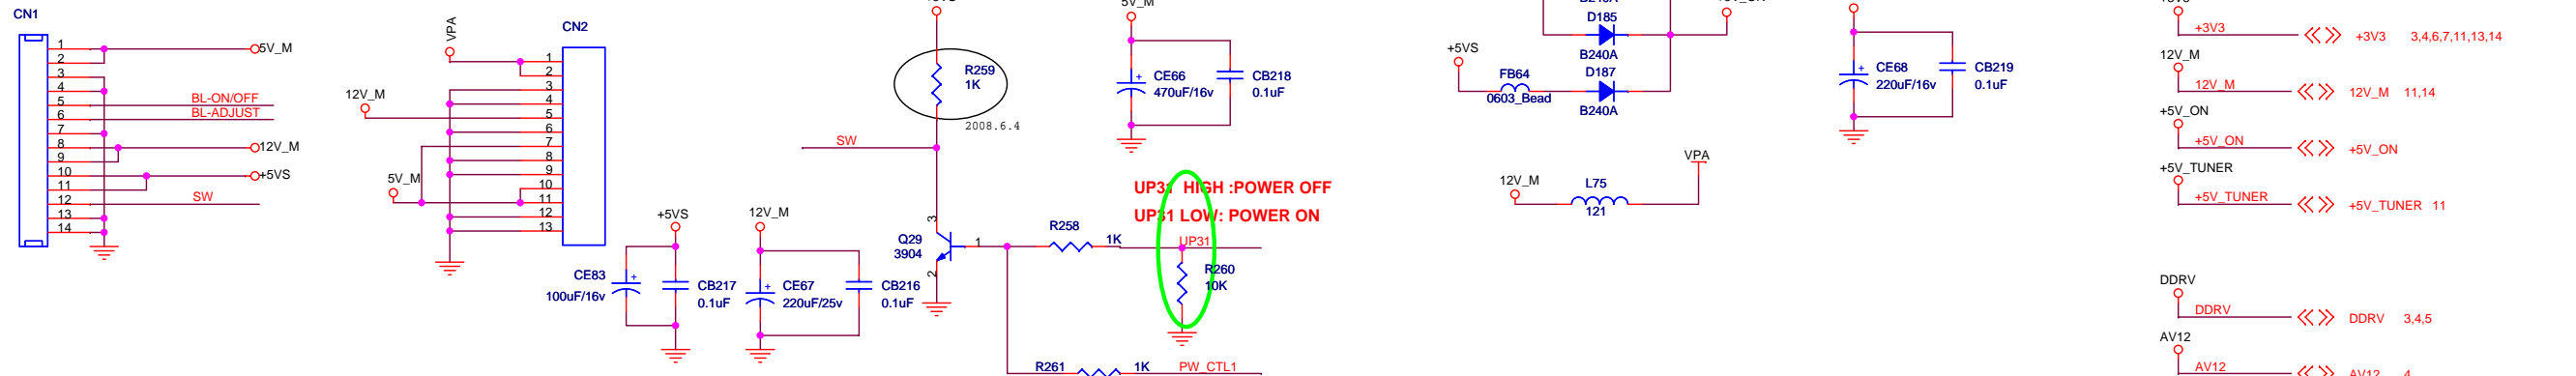 CN1
1
2
3
4
5
6
7
8
9
10
11
12
13
14
5V_M
BL-ON/OFF
BL-ADJUST
12V_M
+5VS
SW
VPA
CN2
1
2
3
4
5
6
7
8
9
10
11
12
13
12V_M
5V_M
+5VS
CE83
100uF/16v
CB217
0.1uF
12V_M
CE67
220uF/25v
CB216
0.1uF
R259
1K
2008.6.4
SW
3
Q29
3904
1
2
R258
1K
UP31
R260
10K
R261
1K
PW_CTL1
UP31 HIGH :POWER OFF
UP31 LOW: POWER ON
5V_M
CE66
470uF/16v
CB218
0.1uF
D185
B240A
+5VS
FB64
0603_Bead
D187
B240A
12V_M
L75
121
VPA
CE68
220uF/16v
CB219
0.1uF
+3V3
+3V3 3,4,6,7,11,13,14
12V_M
12V_M
12V_M 11,14
+5V_ON
+5V_ON
+5V_ON
+5V_TUNER
+5V_TUNER
+5V_TUNER 11
DDRV
DDRV
DDRV 3,4,5
AV12
AV12
AV12 4